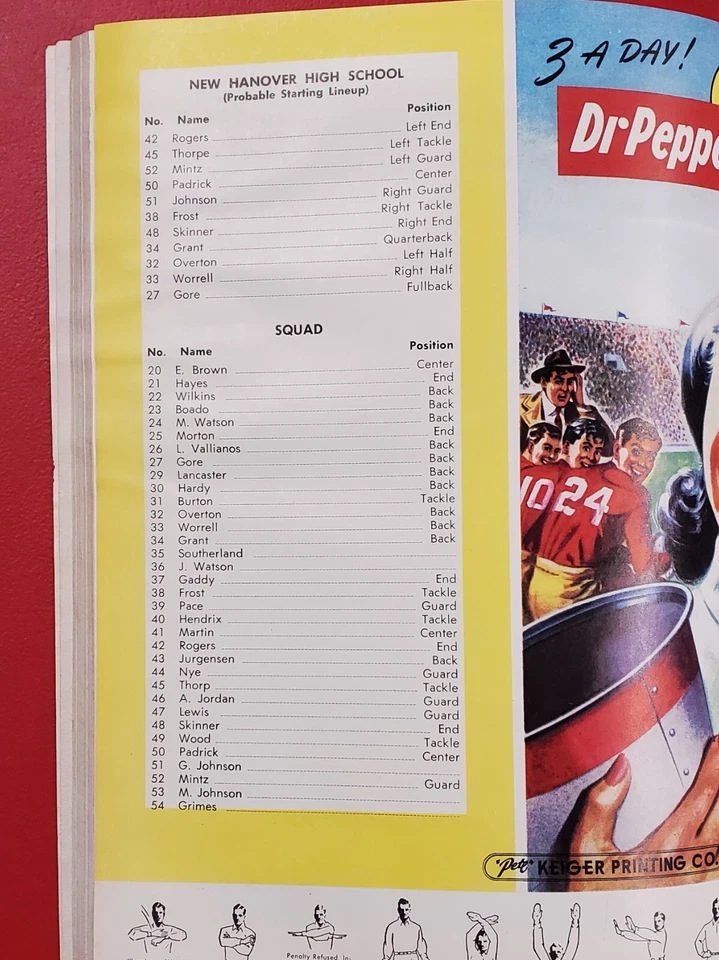 NEW HANOVER HIGH SCHOOL
(Probable Starting Lineup)
No. Name Position
42 Rogers Left End
45 Thorpe Left Tackle
52 Mintz Left Guard
50 Padrick Center
51 Johnson Right Guard
38 Frost Right Tackle
48 Skinner Right End
34 Grant Quarterback
32 Overton Left Half
33 Worrell Right Half
27 Gore Fullback
SQUAD
No. Name Position
20 E. Brown Center
21 Hayes End
22 Wilkins Back
23 Boado Back
24 M. Watson Back
25 Morton End
26 L. Vallianos Back
27 Gore Back
29 Lancaster Back
30 Hardy Back
31 Burton Tackle
32 Overton Back
33 Worrell Back
34 Grant Back
35 Southerland
36 J. Watson
37 Gaddy End
38 Frost Tackle
39 Pace Guard
40 Hendrix Tackle
41 Martin Center
42 Rogers End
43 Jurgensen Back
44 Nye Guard
45 Thorp Tackle
46 A. Jordan Guard
47 Lewis Guard
48 Skinner End
49 Wood Tackle
50 Padrick Center
51 G. Johnson
52 Mintz Guard
53 M. Johnson
54 Grimes
3 A DAY!
Dr Peppe
10 24
"Pete" KEIGER PRINTING CO.
Penalty Refused, In-